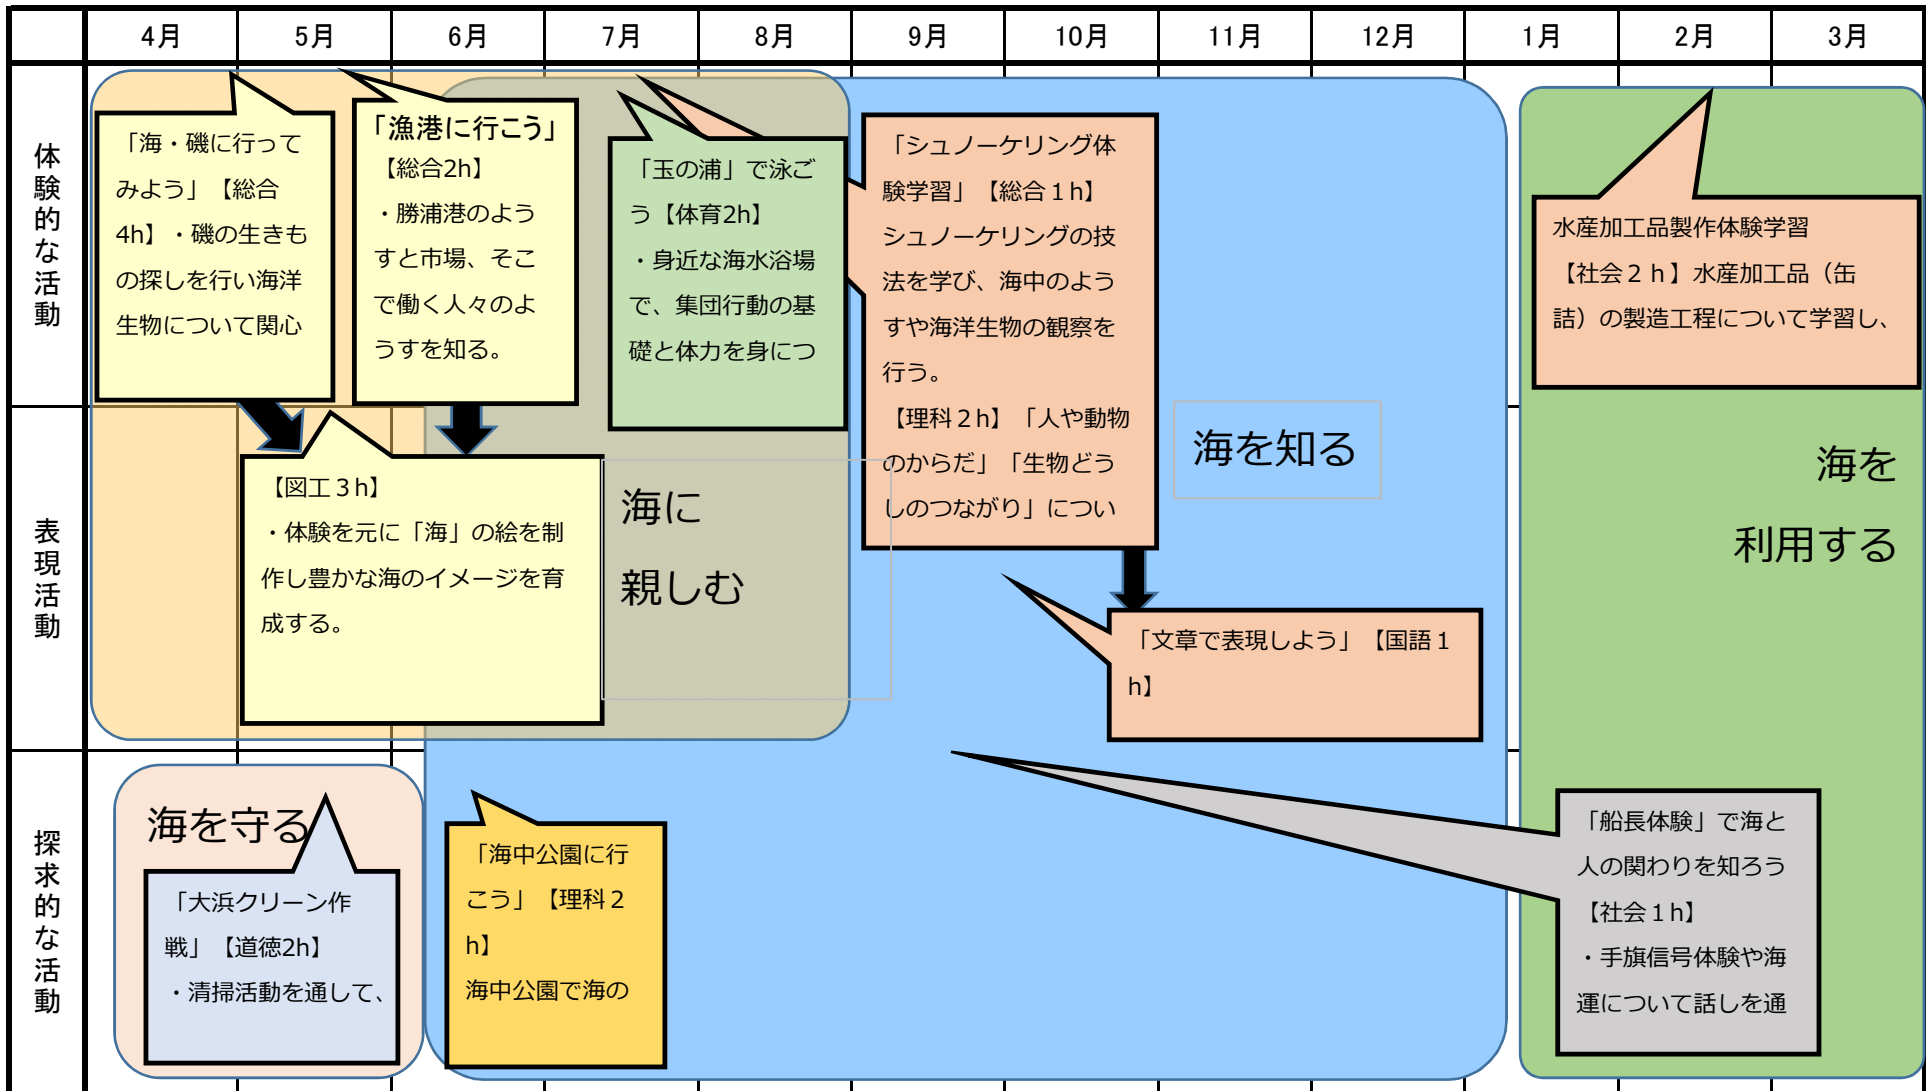 4月
5月
6月
7月
8月
9月
10月
11月
12月
1月
2月
3月
体験的な活動
「海・磯に行って
みよう」【総合
4h】・磯の生きも
の探しを行い海洋
生物について関心
「漁港に行こう」
【総合2h】
・勝浦港のよう
すと市場、そこ
で働く人々のよ
うすを知る。
「玉の浦」で泳ご
う【体育2h】
・身近な海水浴場
で、集団行動の基
礎と体力を身につ
「シュノーケリング体
験学習」【総合１h】
シュノーケリングの技
法を学び、海中のよう
すや海洋生物の観察を
行う。
【理科２h】「人や動物
のからだ」「生物どう
しのつながり」につい
水産加工品製作体験学習
【社会２ｈ】水産加工品（缶
詰）の製造工程について学習し、
表現活動
【図工３h】
・体験を元に「海」の絵を制
作し豊かな海のイメージを育
成する。
海に
親しむ
海を知る
海を
利用する
「文章で表現しよう」【国語１
h】
探求的な活動
海を守る
「大浜クリーン作
戦」【道徳2h】
・清掃活動を通して、
「海中公園に行
こう」【理科２
h】
海中公園で海の
「船長体験」で海と
人の関わりを知ろう
【社会１h】
・手旗信号体験や海
運について話しを通